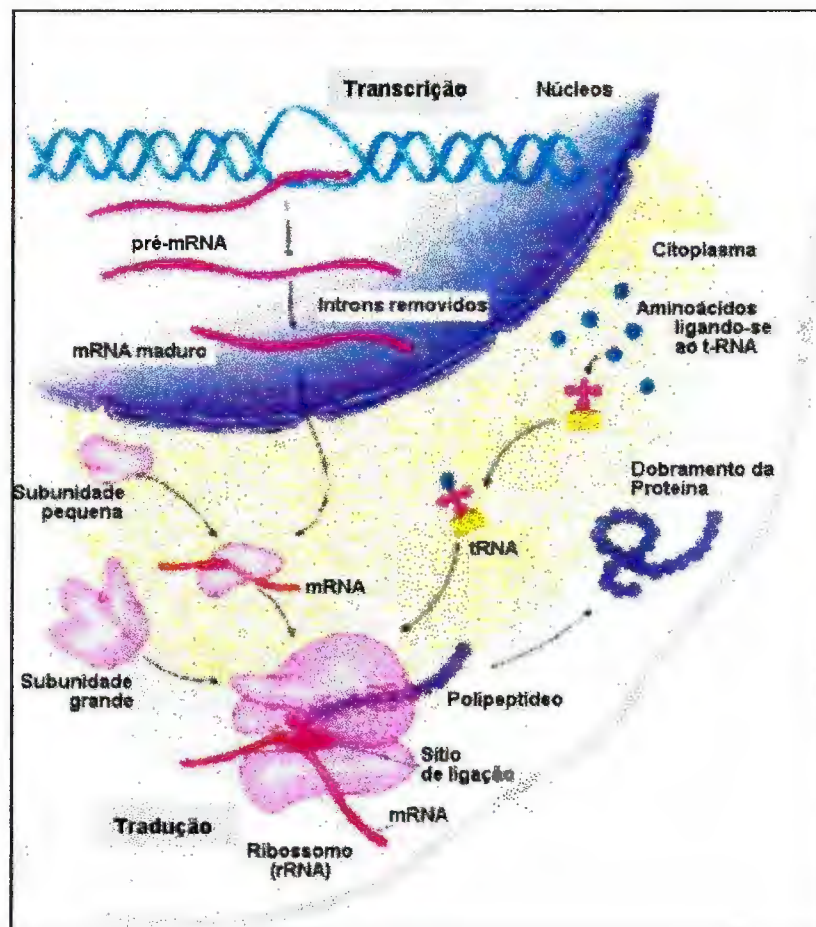 Transcrição
Núcleos
pré-mRNA
Citoplasma
Íntrons removidos
Aminoácidos
ligando-se
ao t-RNA
mRNA maduro
Subunidade
pequena
Dobramento da
Proteína
tRNA
mRNA
Subunidade
grande
Polipeptídeo
Sítio
de ligação
mRNA
Tradução
Ribossomo
(rRNA)